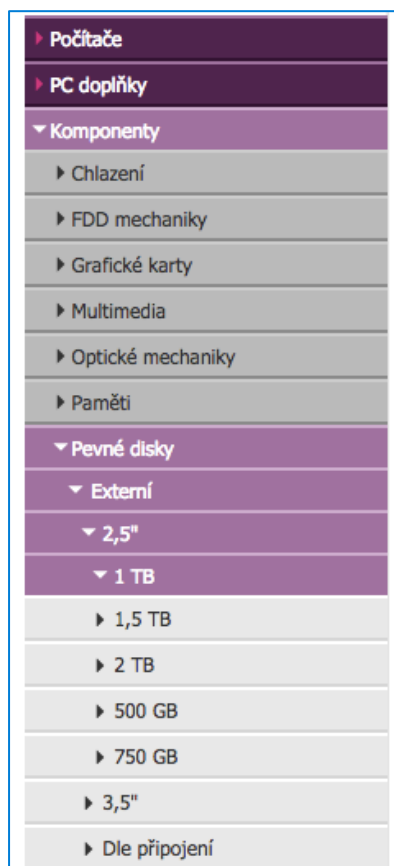 Počítače
PC doplňky
Komponenty
Chlazení
FDD mechaniky
Grafické karty
Multimedia
Optické mechaniky
Paměti
Pevné disky
Externí
2,5"
1 TB
1,5 TB
2 TB
500 GB
750 GB
3,5"
Dle připojení